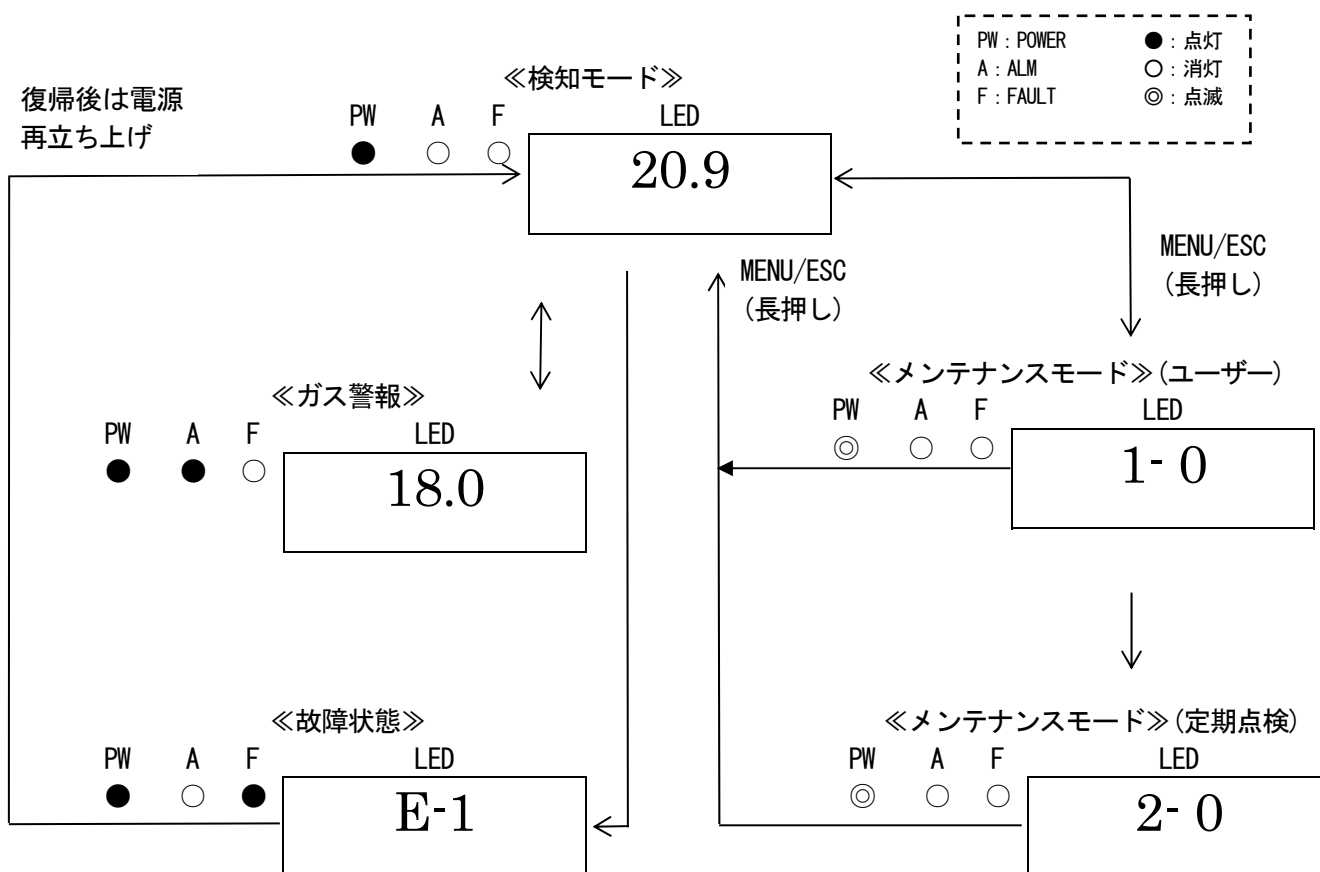 PW：POWER ●：点灯
A：ALM ○：消灯
F：FAULT ◎：点滅
復帰後は電源
再立ち上げ
≪検知モード≫
PW A F LED
● ○ ○
20.9
MENU/ESC
（長押し）
MENU/ESC
（長押し）
≪ガス警報≫
PW A F LED
● ● ○
18.0
≪メンテナンスモード≫(ユーザー)
PW A F LED
◎ ○ ○
1- 0
≪故障状態≫
PW A F LED
● ○ ●
E-1
≪メンテナンスモード≫(定期点検)
PW A F LED
◎ ○ ○
2- 0